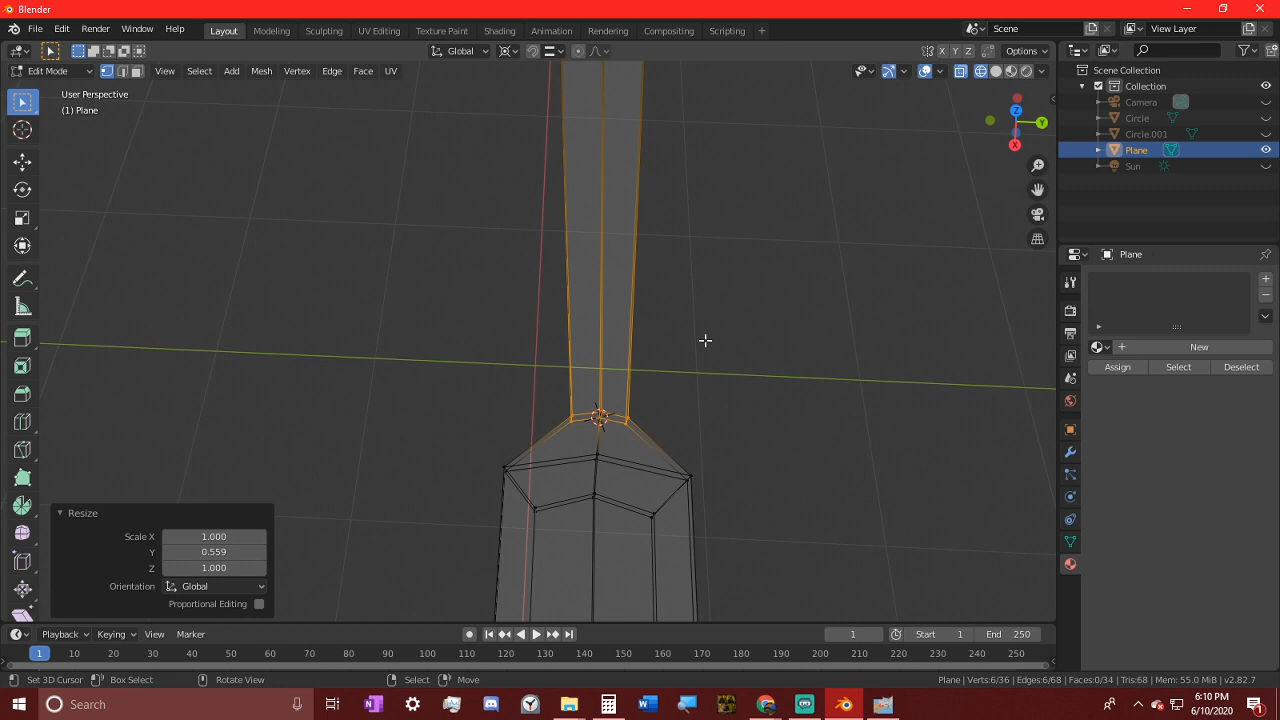 Blender
File Edit Render Window Help
Layout Modeling Sculpting UV Editing Texture Paint Shading Animation Rendering Compositing Scripting +
Scene
View Layer
Global
X Y Z
Options
Edit Mode
View Select Add Mesh Vertex Edge Face UV
User Perspective
(1) Plane
Z
Y
X
Scene Collection
Collection
Camera
Circle
Circle.001
Plane
Sun
Plane
New
Assign Select Deselect
Resize
Scale X 1.000
Y 0.559
Z 1.000
Orientation Global
Proportional Editing
Playback Keying View Marker
1 Start 1 End 250
1 10 20 30 40 50 60 70 80 90 100 110 120 130 140 150 160 170 180 190 200 210 220 230 240 250
Set 3D Cursor Box Select Rotate View Select Move
Plane | Verts:6/36 | Edges:6/68 | Faces:0/34 | Tris:68 | Mem: 55.0 MiB | v2.82.7
Search
6:10 PM
6/10/2020
1